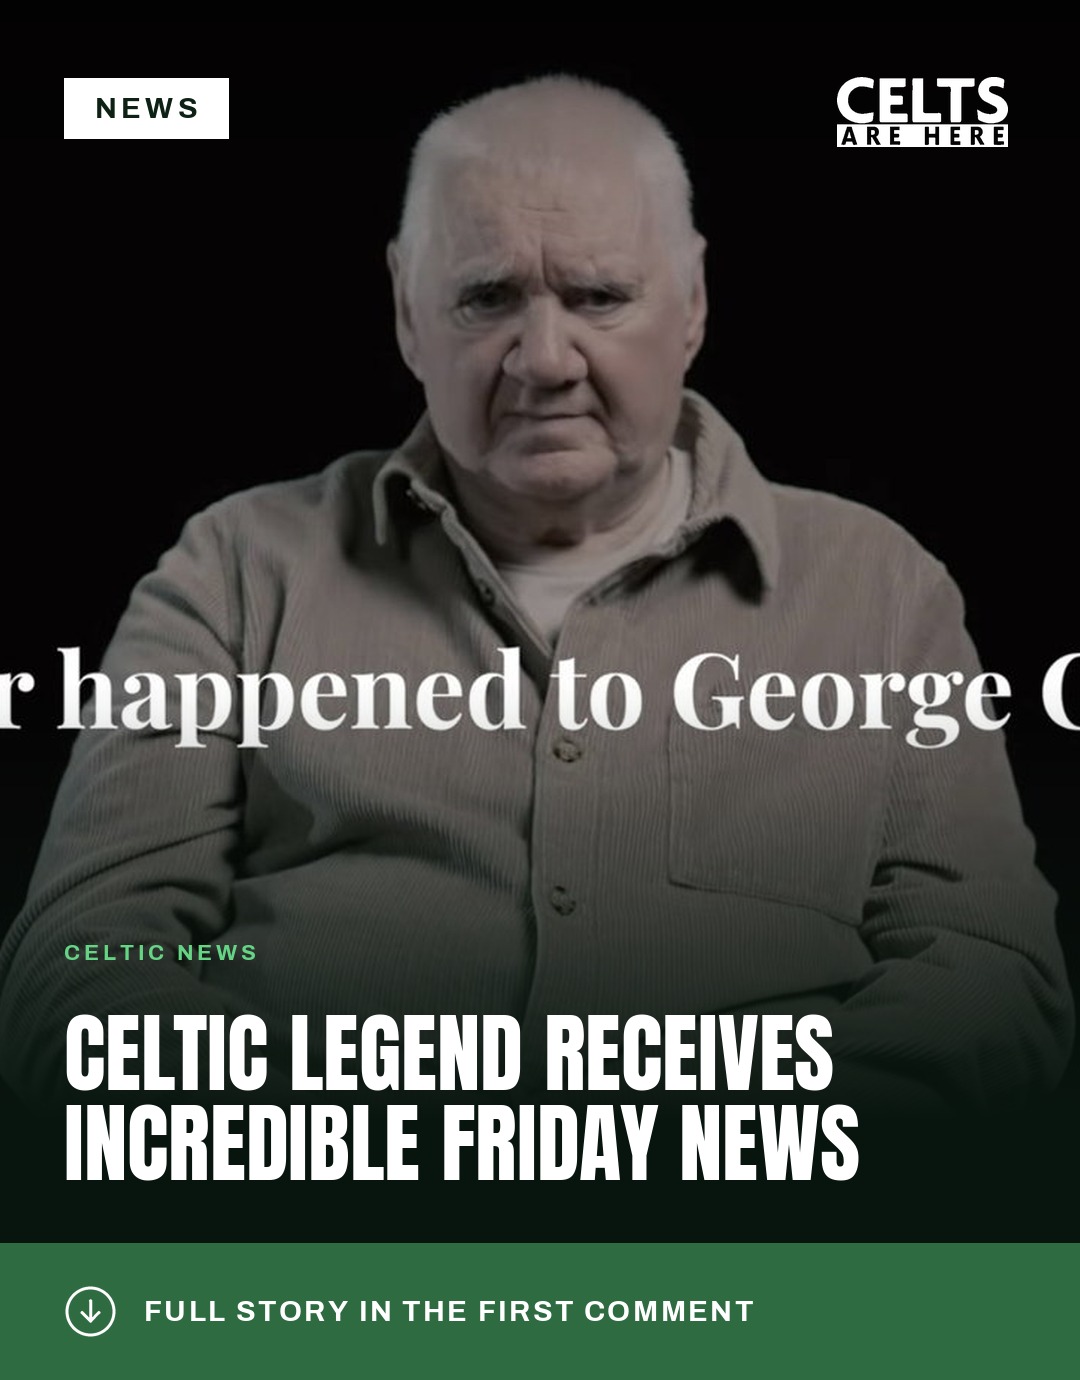 NEWS
CELTS
ARE HERE
r happened to George C
CELTIC NEWS
CELTIC LEGEND RECEIVES
INCREDIBLE FRIDAY NEWS
FULL STORY IN THE FIRST COMMENT